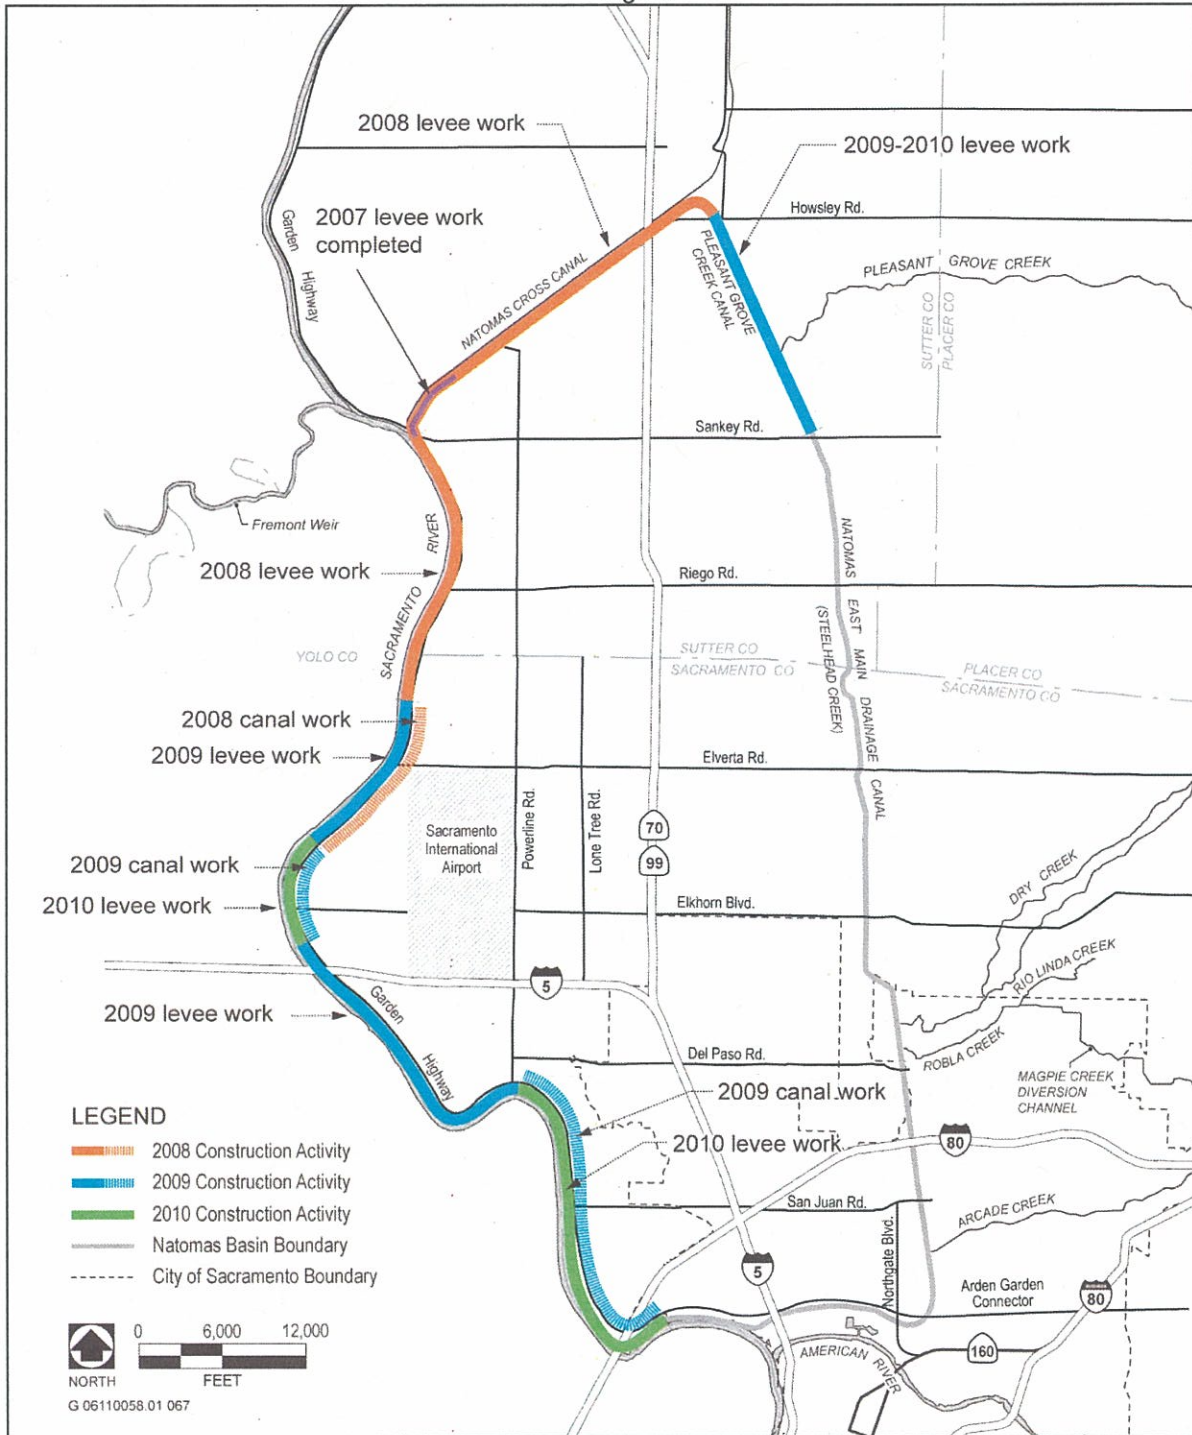 2008 levee work
2009-2010 levee work
Howsley Rd.
2007 levee work
completed
Garden
Highway
NATOMAS CROSS CANAL
PLEASANT GROVE
CREEK CANAL
PLEASANT GROVE CREEK
SUTTER CO
PLACER CO
Sankey Rd.
Fremont Weir
RIVER
SACRAMENTO
2008 levee work
Riego Rd.
NATOMAS EAST MAIN DRAINAGE CANAL
(STEELHEAD CREEK)
YOLO CO
SUTTER CO
SACRAMENTO CO
PLACER CO
SACRAMENTO CO
2008 canal work
2009 levee work
Elverta Rd.
Sacramento
International
Airport
Powerline Rd.
Lone Tree Rd.
70
99
2009 canal work
2010 levee work
Elkhorn Blvd.
DRY CREEK
RIO LINDA CREEK
5
2009 levee work
Garden
Highway
Del Paso Rd.
ROBLA CREEK
MAGPIE CREEK
DIVERSION
CHANNEL
2009 canal work
2010 levee work
80
San Juan Rd.
ARCADE CREEK
Northgate Blvd.
5
Arden Garden
Connector
80
160
AMERICAN RIVER
LEGEND
2008 Construction Activity
2009 Construction Activity
2010 Construction Activity
Natomas Basin Boundary
City of Sacramento Boundary
0 6,000 12,000
FEET
NORTH
G 06110058.01 067